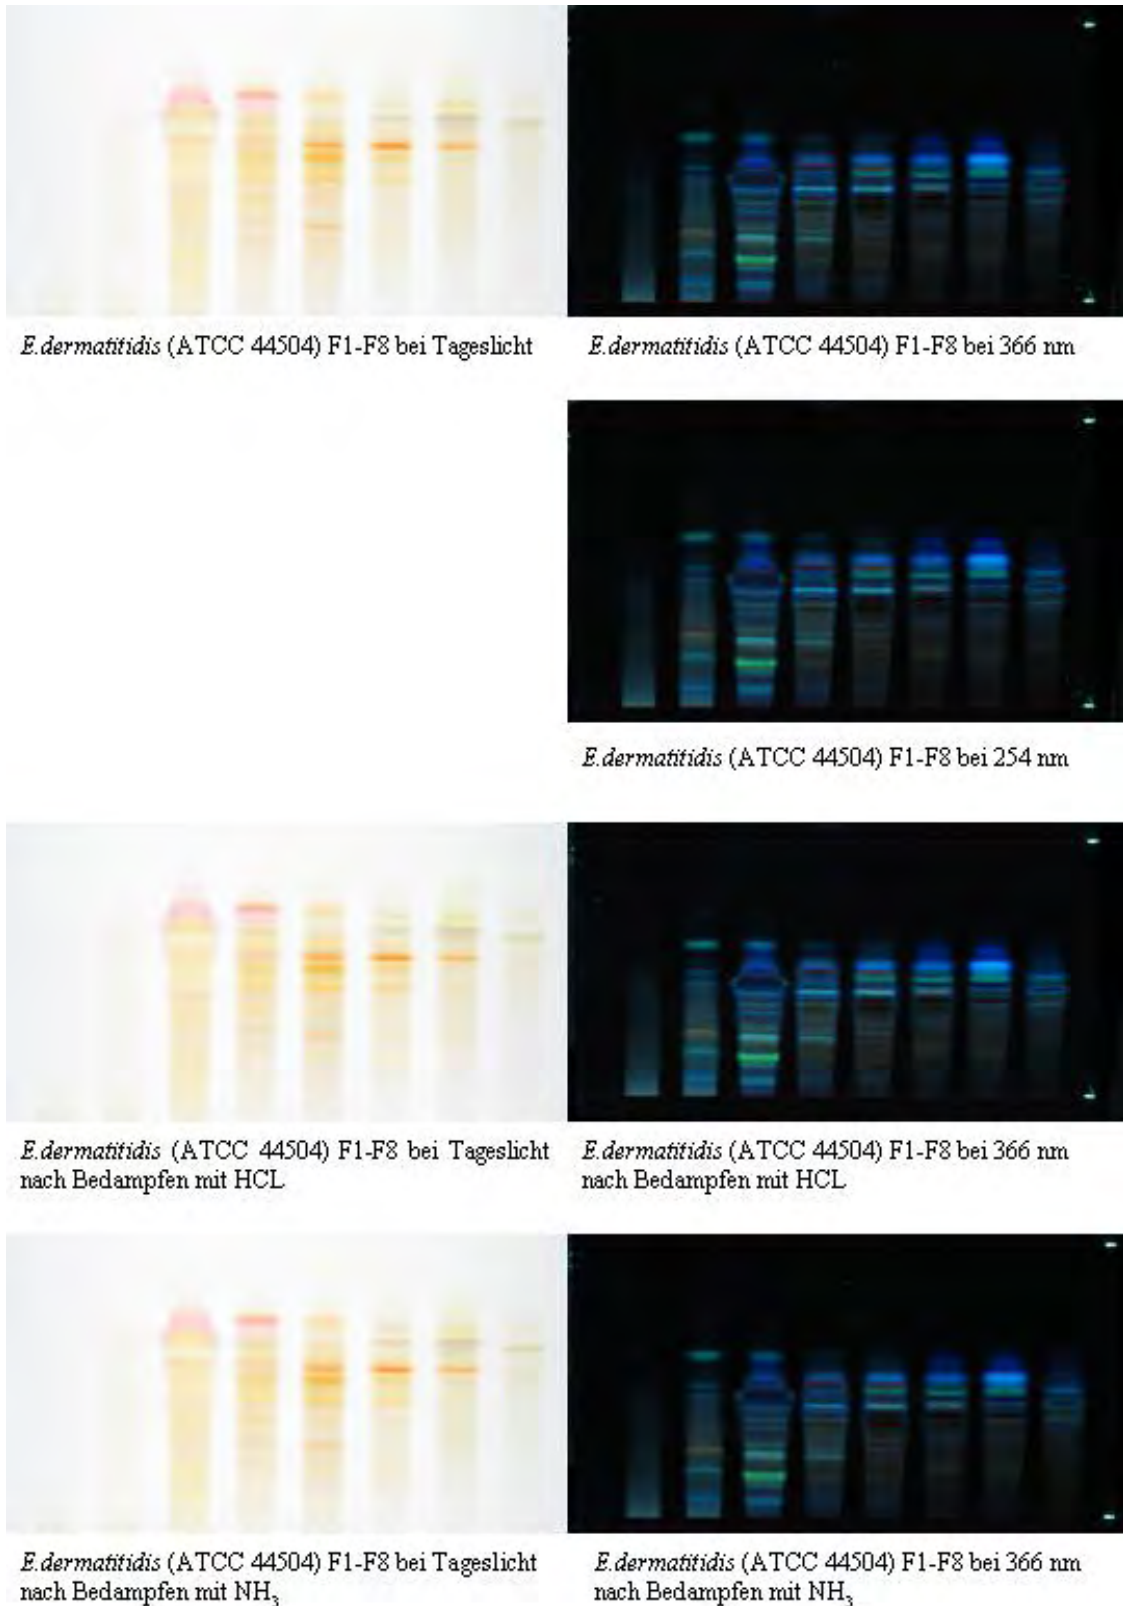 E.dermatitidis (ATCC 44504) F1-F8 bei Tageslicht
E.dermatitidis (ATCC 44504) F1-F8 bei 366 nm
E.dermatitidis (ATCC 44504) F1-F8 bei 254 nm
E.dermatitidis (ATCC 44504) F1-F8 bei Tageslicht
nach Bedampfen mit HCL
E.dermatitidis (ATCC 44504) F1-F8 bei 366 nm
nach Bedampfen mit HCL
E.dermatitidis (ATCC 44504) F1-F8 bei Tageslicht
nach Bedampfen mit NH₃
E.dermatitidis (ATCC 44504) F1-F8 bei 366 nm
nach Bedampfen mit NH₃